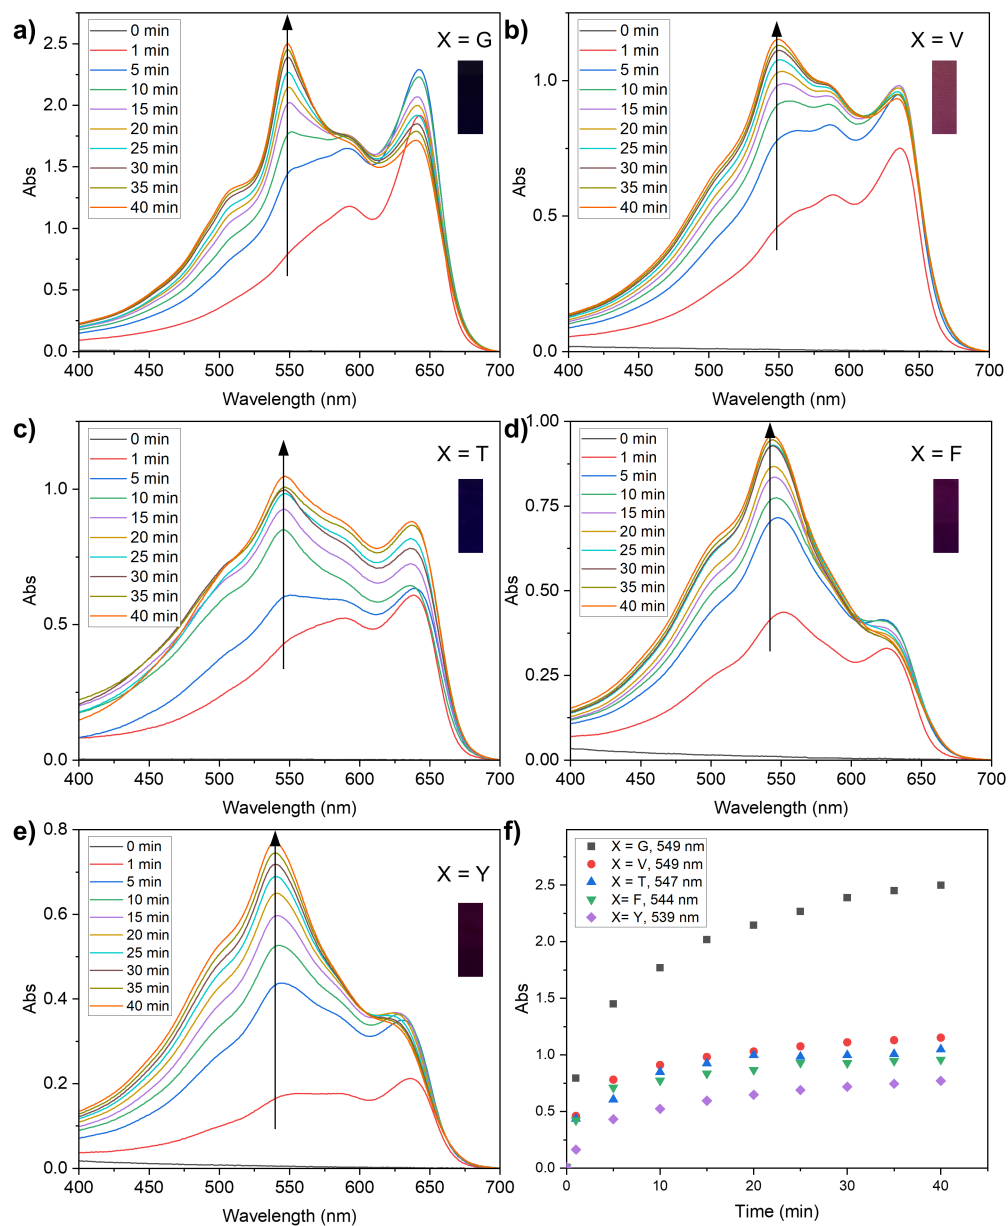 a)
X = G
0 min
1 min
5 min
10 min
15 min
20 min
25 min
30 min
35 min
40 min
Abs
2.5
2.0
1.5
1.0
0.5
0.0
400 450 500 550 600 650 700
Wavelength (nm)
b)
X = V
0 min
1 min
5 min
10 min
15 min
20 min
25 min
30 min
35 min
40 min
Abs
1.0
0.5
0.0
400 450 500 550 600 650 700
Wavelength (nm)
c)
X = T
0 min
1 min
5 min
10 min
15 min
20 min
25 min
30 min
35 min
40 min
Abs
1.0
0.5
0.0
400 450 500 550 600 650 700
Wavelength (nm)
d)
X = F
0 min
1 min
5 min
10 min
15 min
20 min
25 min
30 min
35 min
40 min
Abs
1.00
0.75
0.50
0.25
0.00
400 450 500 550 600 650 700
Wavelength (nm)
e)
X = Y
0 min
1 min
5 min
10 min
15 min
20 min
25 min
30 min
35 min
40 min
Abs
0.8
0.6
0.4
0.2
0.0
400 450 500 550 600 650 700
Wavelength (nm)
f)
X = G, 549 nm
X = V, 549 nm
X = T, 547 nm
X= F, 544 nm
X= Y, 539 nm
Abs
2.5
2.0
1.5
1.0
0.5
0.0
0 10 20 30 40
Time (min)